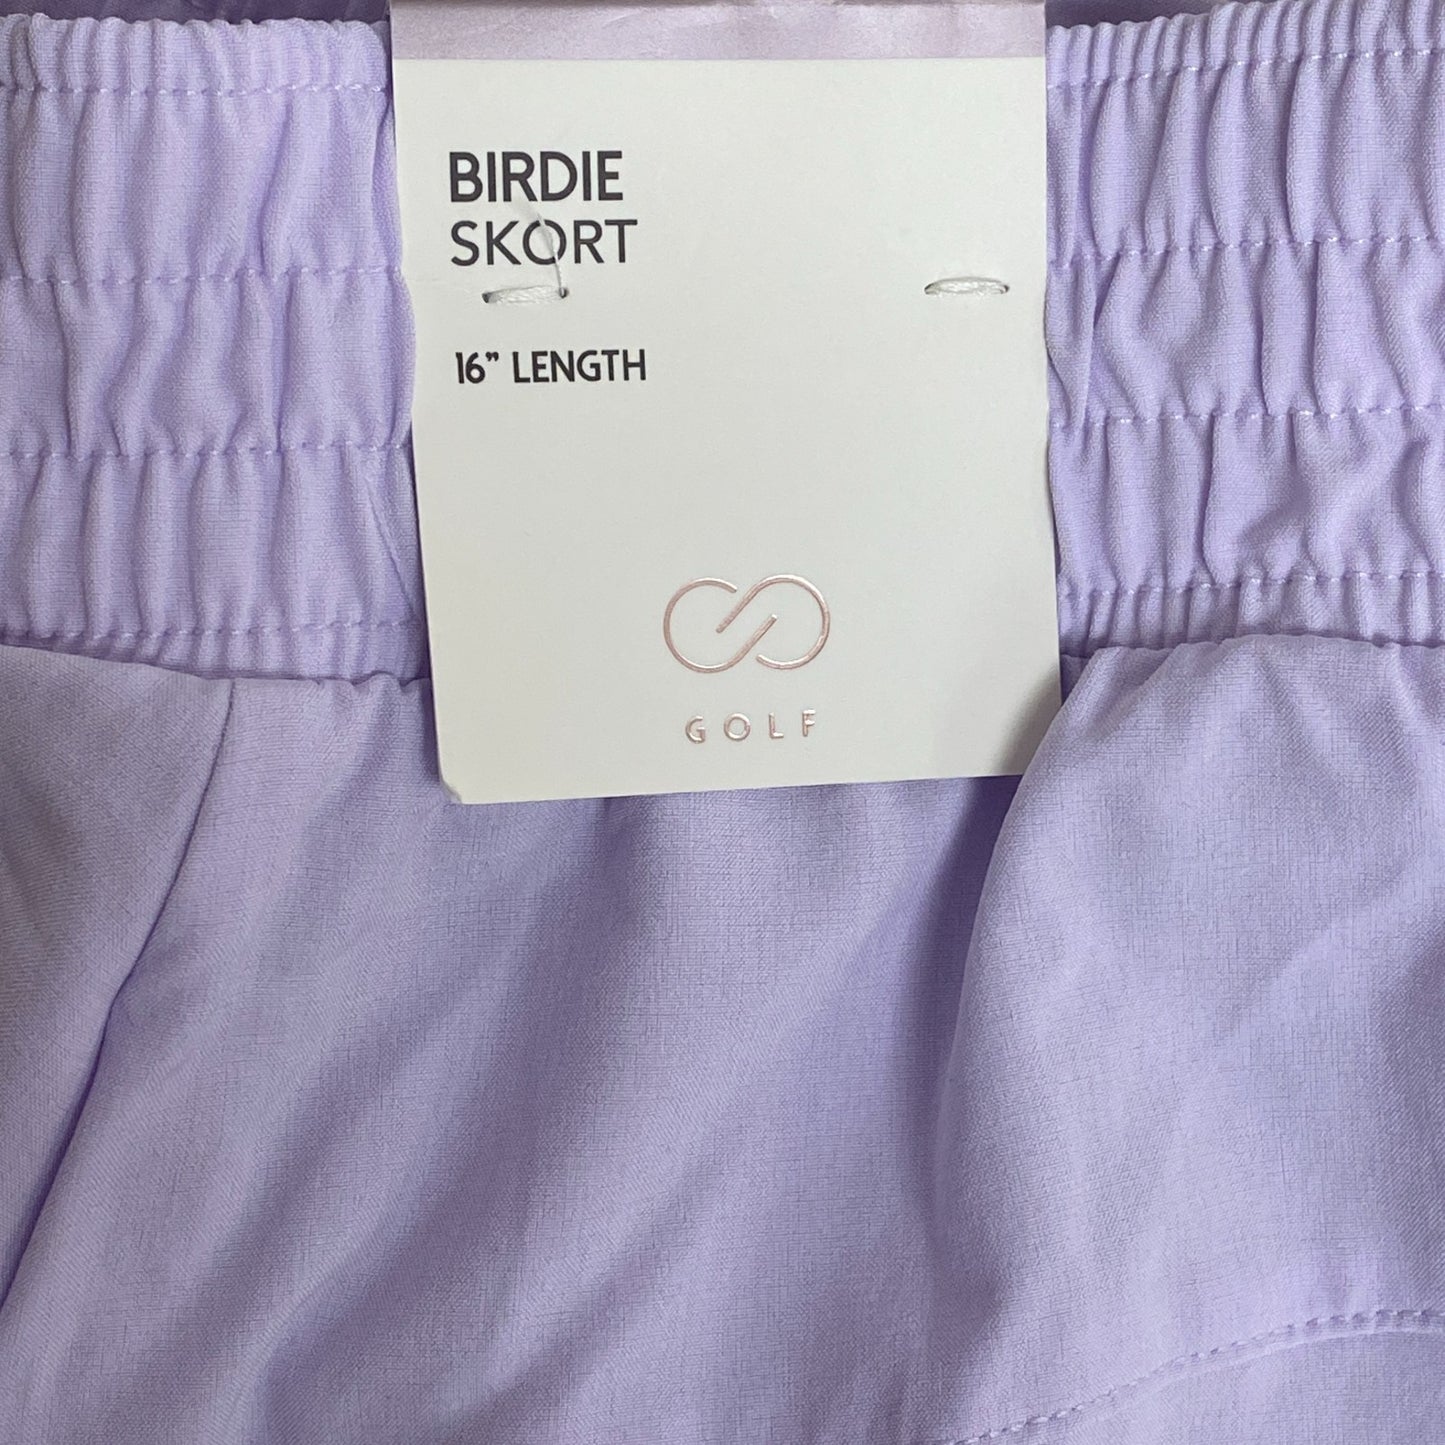 BIRDIE
SKORT
16” LENGTH
GOLF